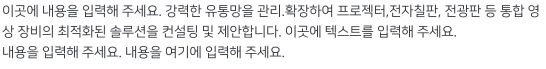 이곳에 내용을 입력해 주세요. 강력한 유통망을 관리.확장하여 프로젝터,전자칠판, 전광판 등 통합 영
상 장비의 최적화된 솔루션을 컨설팅 및 제안합니다. 이곳에 텍스트를 입력해 주세요.
내용을 입력해 주세요. 내용을 여기에 입력해 주세요.